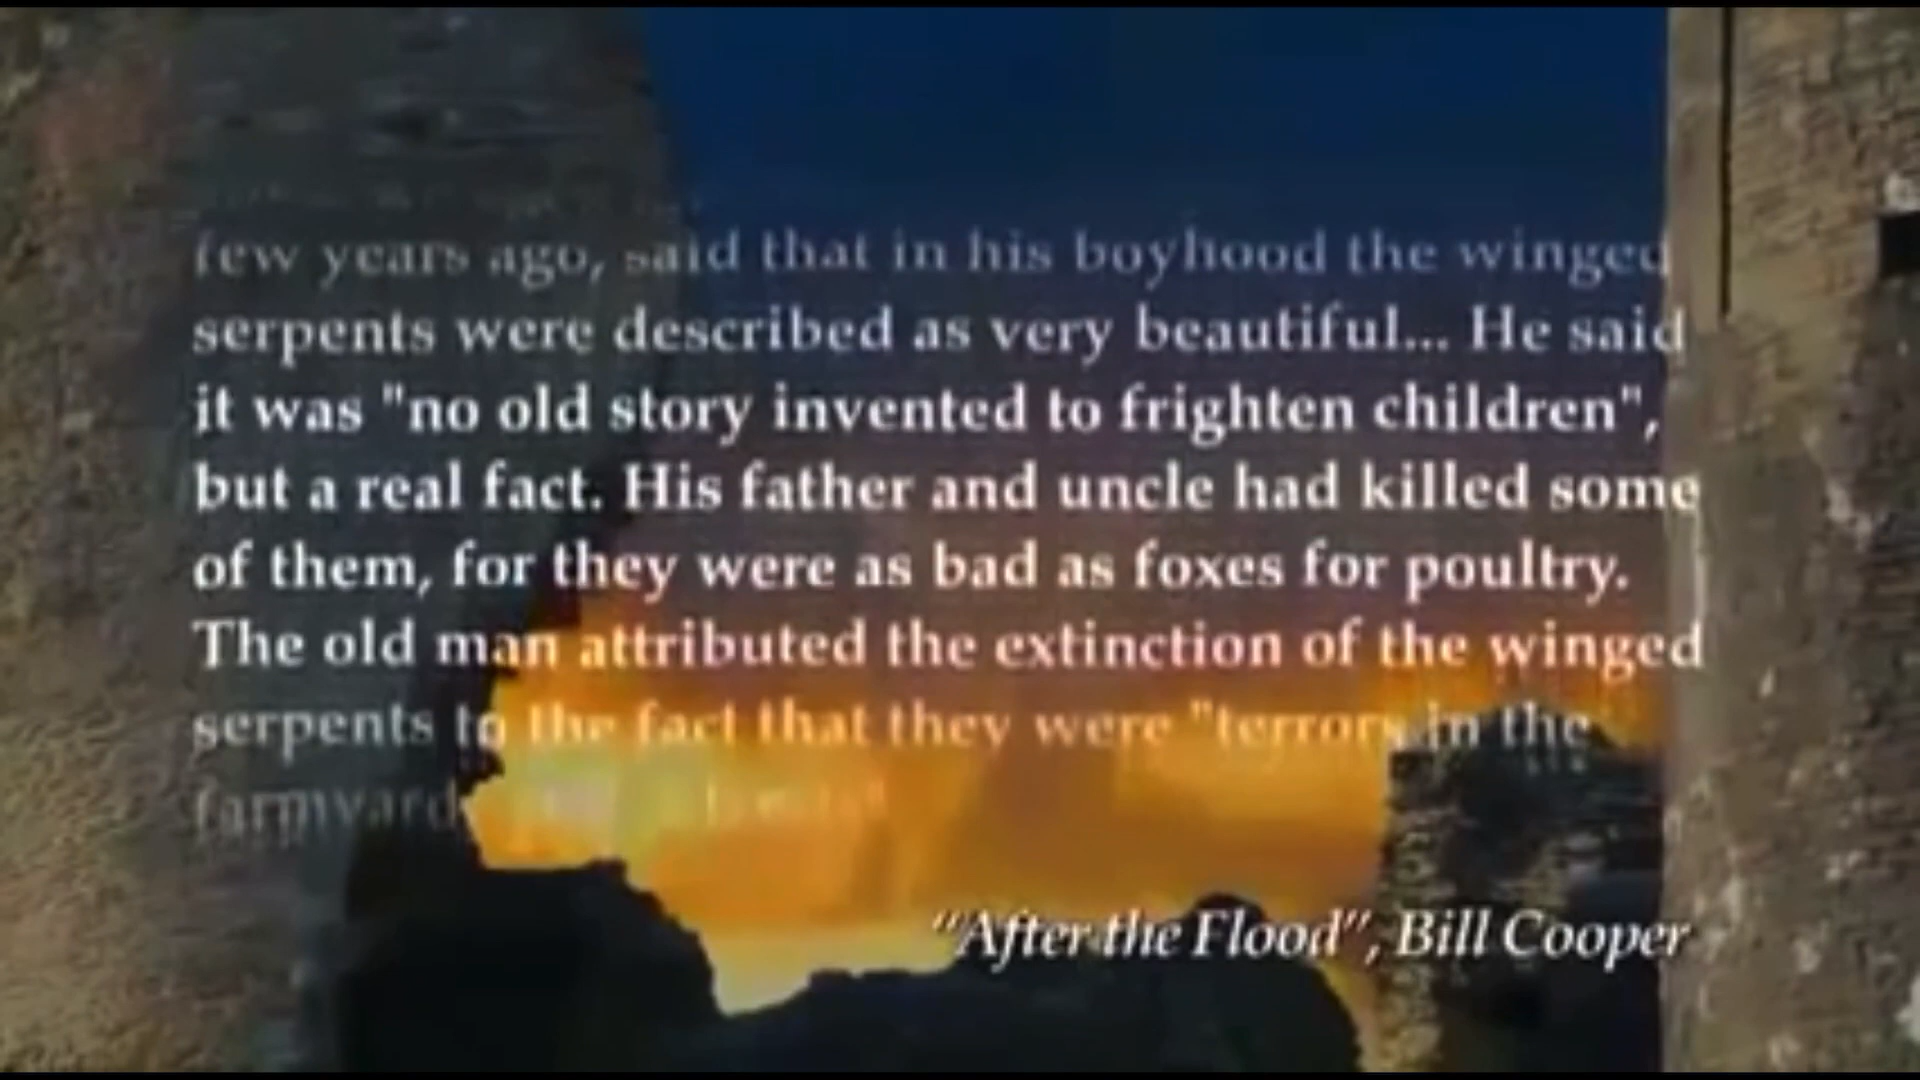 few years ago, said that in his boyhood the winged
serpents were described as very beautiful... He said
it was "no old story invented to frighten children",
but a real fact. His father and uncle had killed some
of them, for they were as bad as foxes for poultry.
The old man attributed the extinction of the winged
serpents to the fact that they were "terrors in the
farmyards
"After the Flood", Bill Cooper